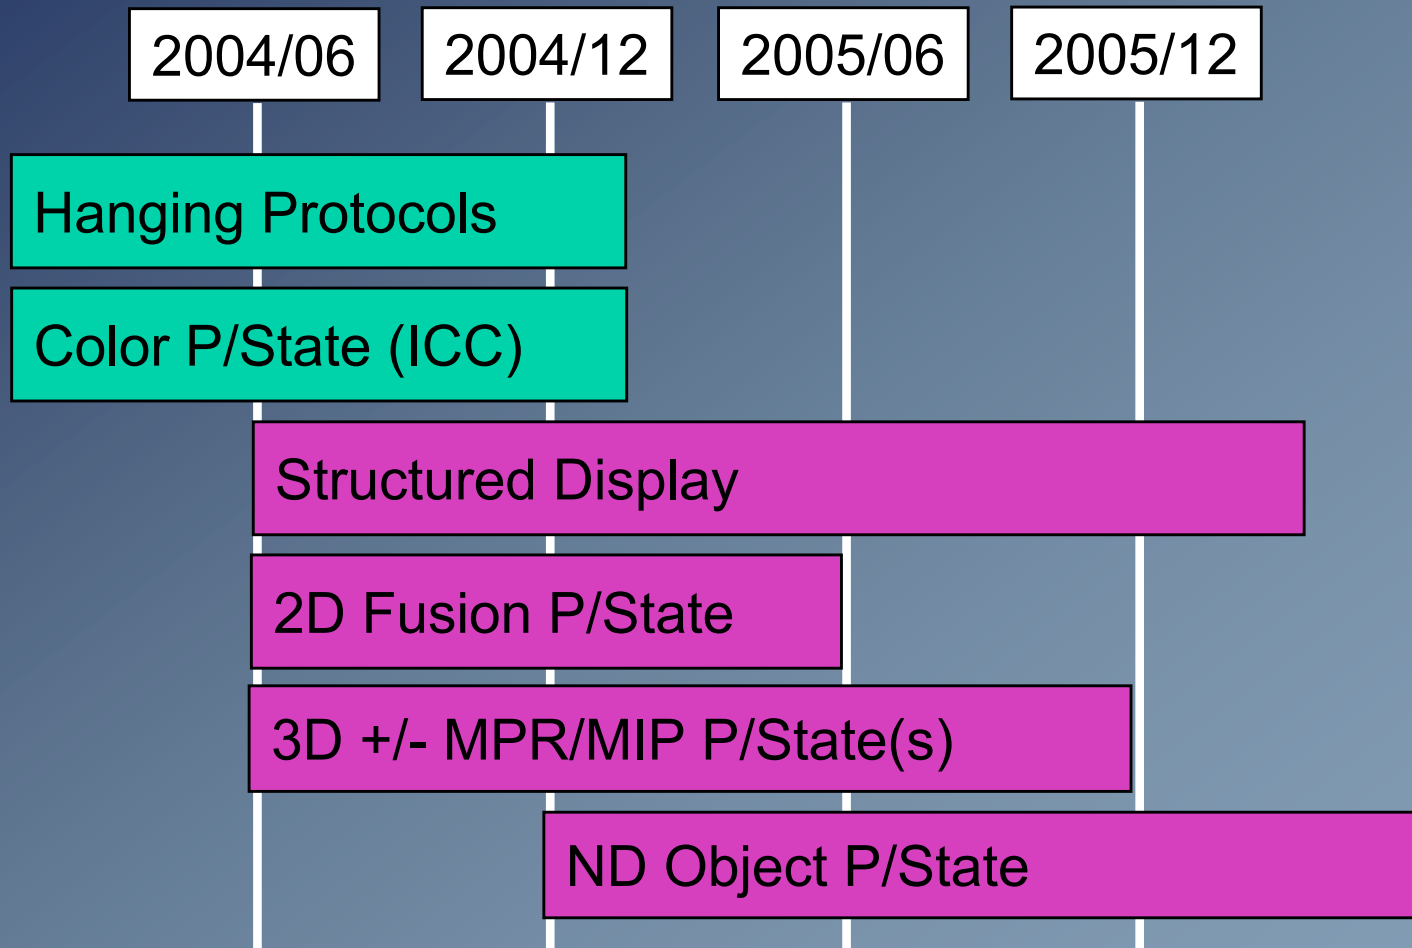 2004/06
2004/12
2005/06
2005/12
Hanging Protocols
Color P/State (ICC)
Structured Display
2D Fusion P/State
3D +/- MPR/MIP P/State(s)
ND Object P/State